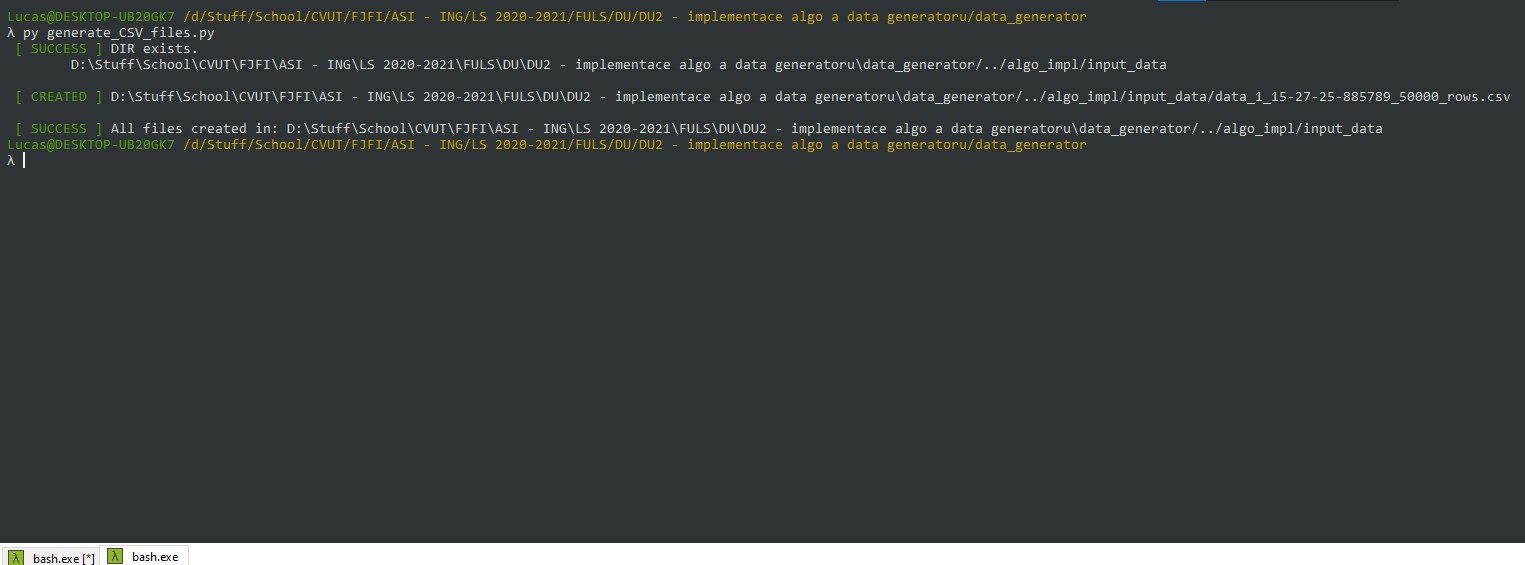 Lucas@DESKTOP-UB20GK7 /d/Stuff/School/CVUT/FJFI/ASI - ING/LS 2020-2021/FULS/DU/DU2 - implementace algo a data generatoru/data_generator
λ py generate_CSV_files.py
[ SUCCESS ] DIR exists.
D:\Stuff\School\CVUT\FJFI\ASI - ING\LS 2020-2021\FULS\DU\DU2 - implementace algo a data generatoru\data_generator/../algo_impl/input_data
[ CREATED ] D:\Stuff\School\CVUT\FJFI\ASI - ING\LS 2020-2021\FULS\DU\DU2 - implementace algo a data generatoru\data_generator/../algo_impl/input_data/data_1_15-27-25-885789_50000_rows.csv
[ SUCCESS ] All files created in: D:\Stuff\School\CVUT\FJFI\ASI - ING\LS 2020-2021\FULS\DU\DU2 - implementace algo a data generatoru\data_generator/../algo_impl/input_data
Lucas@DESKTOP-UB20GK7 /d/Stuff/School/CVUT/FJFI/ASI - ING/LS 2020-2021/FULS/DU/DU2 - implementace algo a data generatoru/data_generator
λ
λ bash.exe [*] λ bash.exe